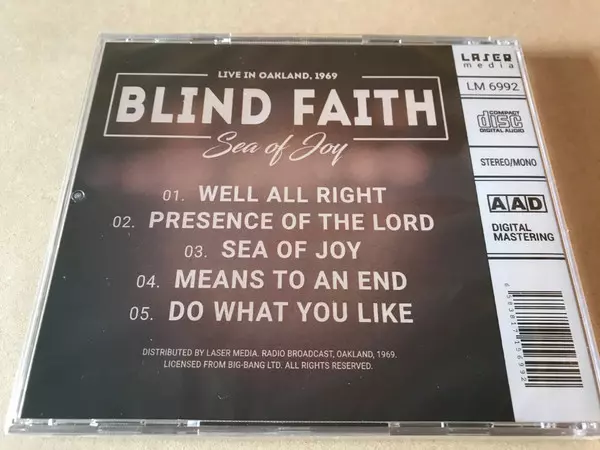 LIVE IN OAKLAND, 1969
BLIND FAITH
Sea of Joy
01. WELL ALL RIGHT
02. PRESENCE OF THE LORD
03. SEA OF JOY
04. MEANS TO AN END
05. DO WHAT YOU LIKE
DISTRIBUTED BY LASER MEDIA. RADIO BROADCAST, OAKLAND, 1969.
LICENSED FROM BIG-BANG LTD. ALL RIGHTS RESERVED.
LASER
media
LM 6992
COMPACT
disc
DIGITAL AUDIO
STEREO/MONO
AAD
DIGITAL
MASTERING